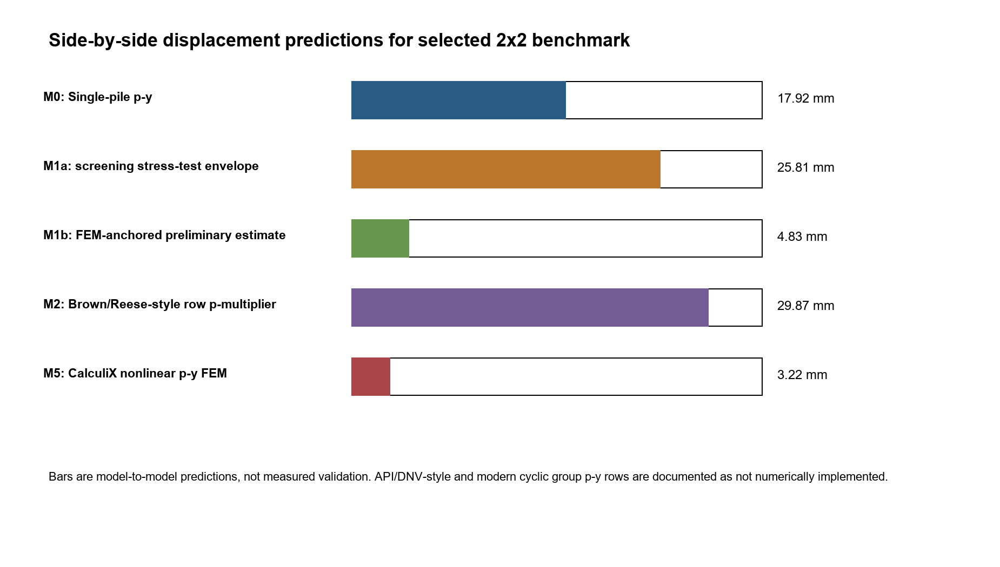 Side-by-side displacement predictions for selected 2x2 benchmark
M0: Single-pile p-y
17.92 mm
M1a: screening stress-test envelope
25.81 mm
M1b: FEM-anchored preliminary estimate
4.83 mm
M2: Brown/Reese-style row p-multiplier
29.87 mm
M5: CalculiX nonlinear p-y FEM
3.22 mm
Bars are model-to-model predictions, not measured validation. API/DNV-style and modern cyclic group p-y rows are documented as not numerically implemented.